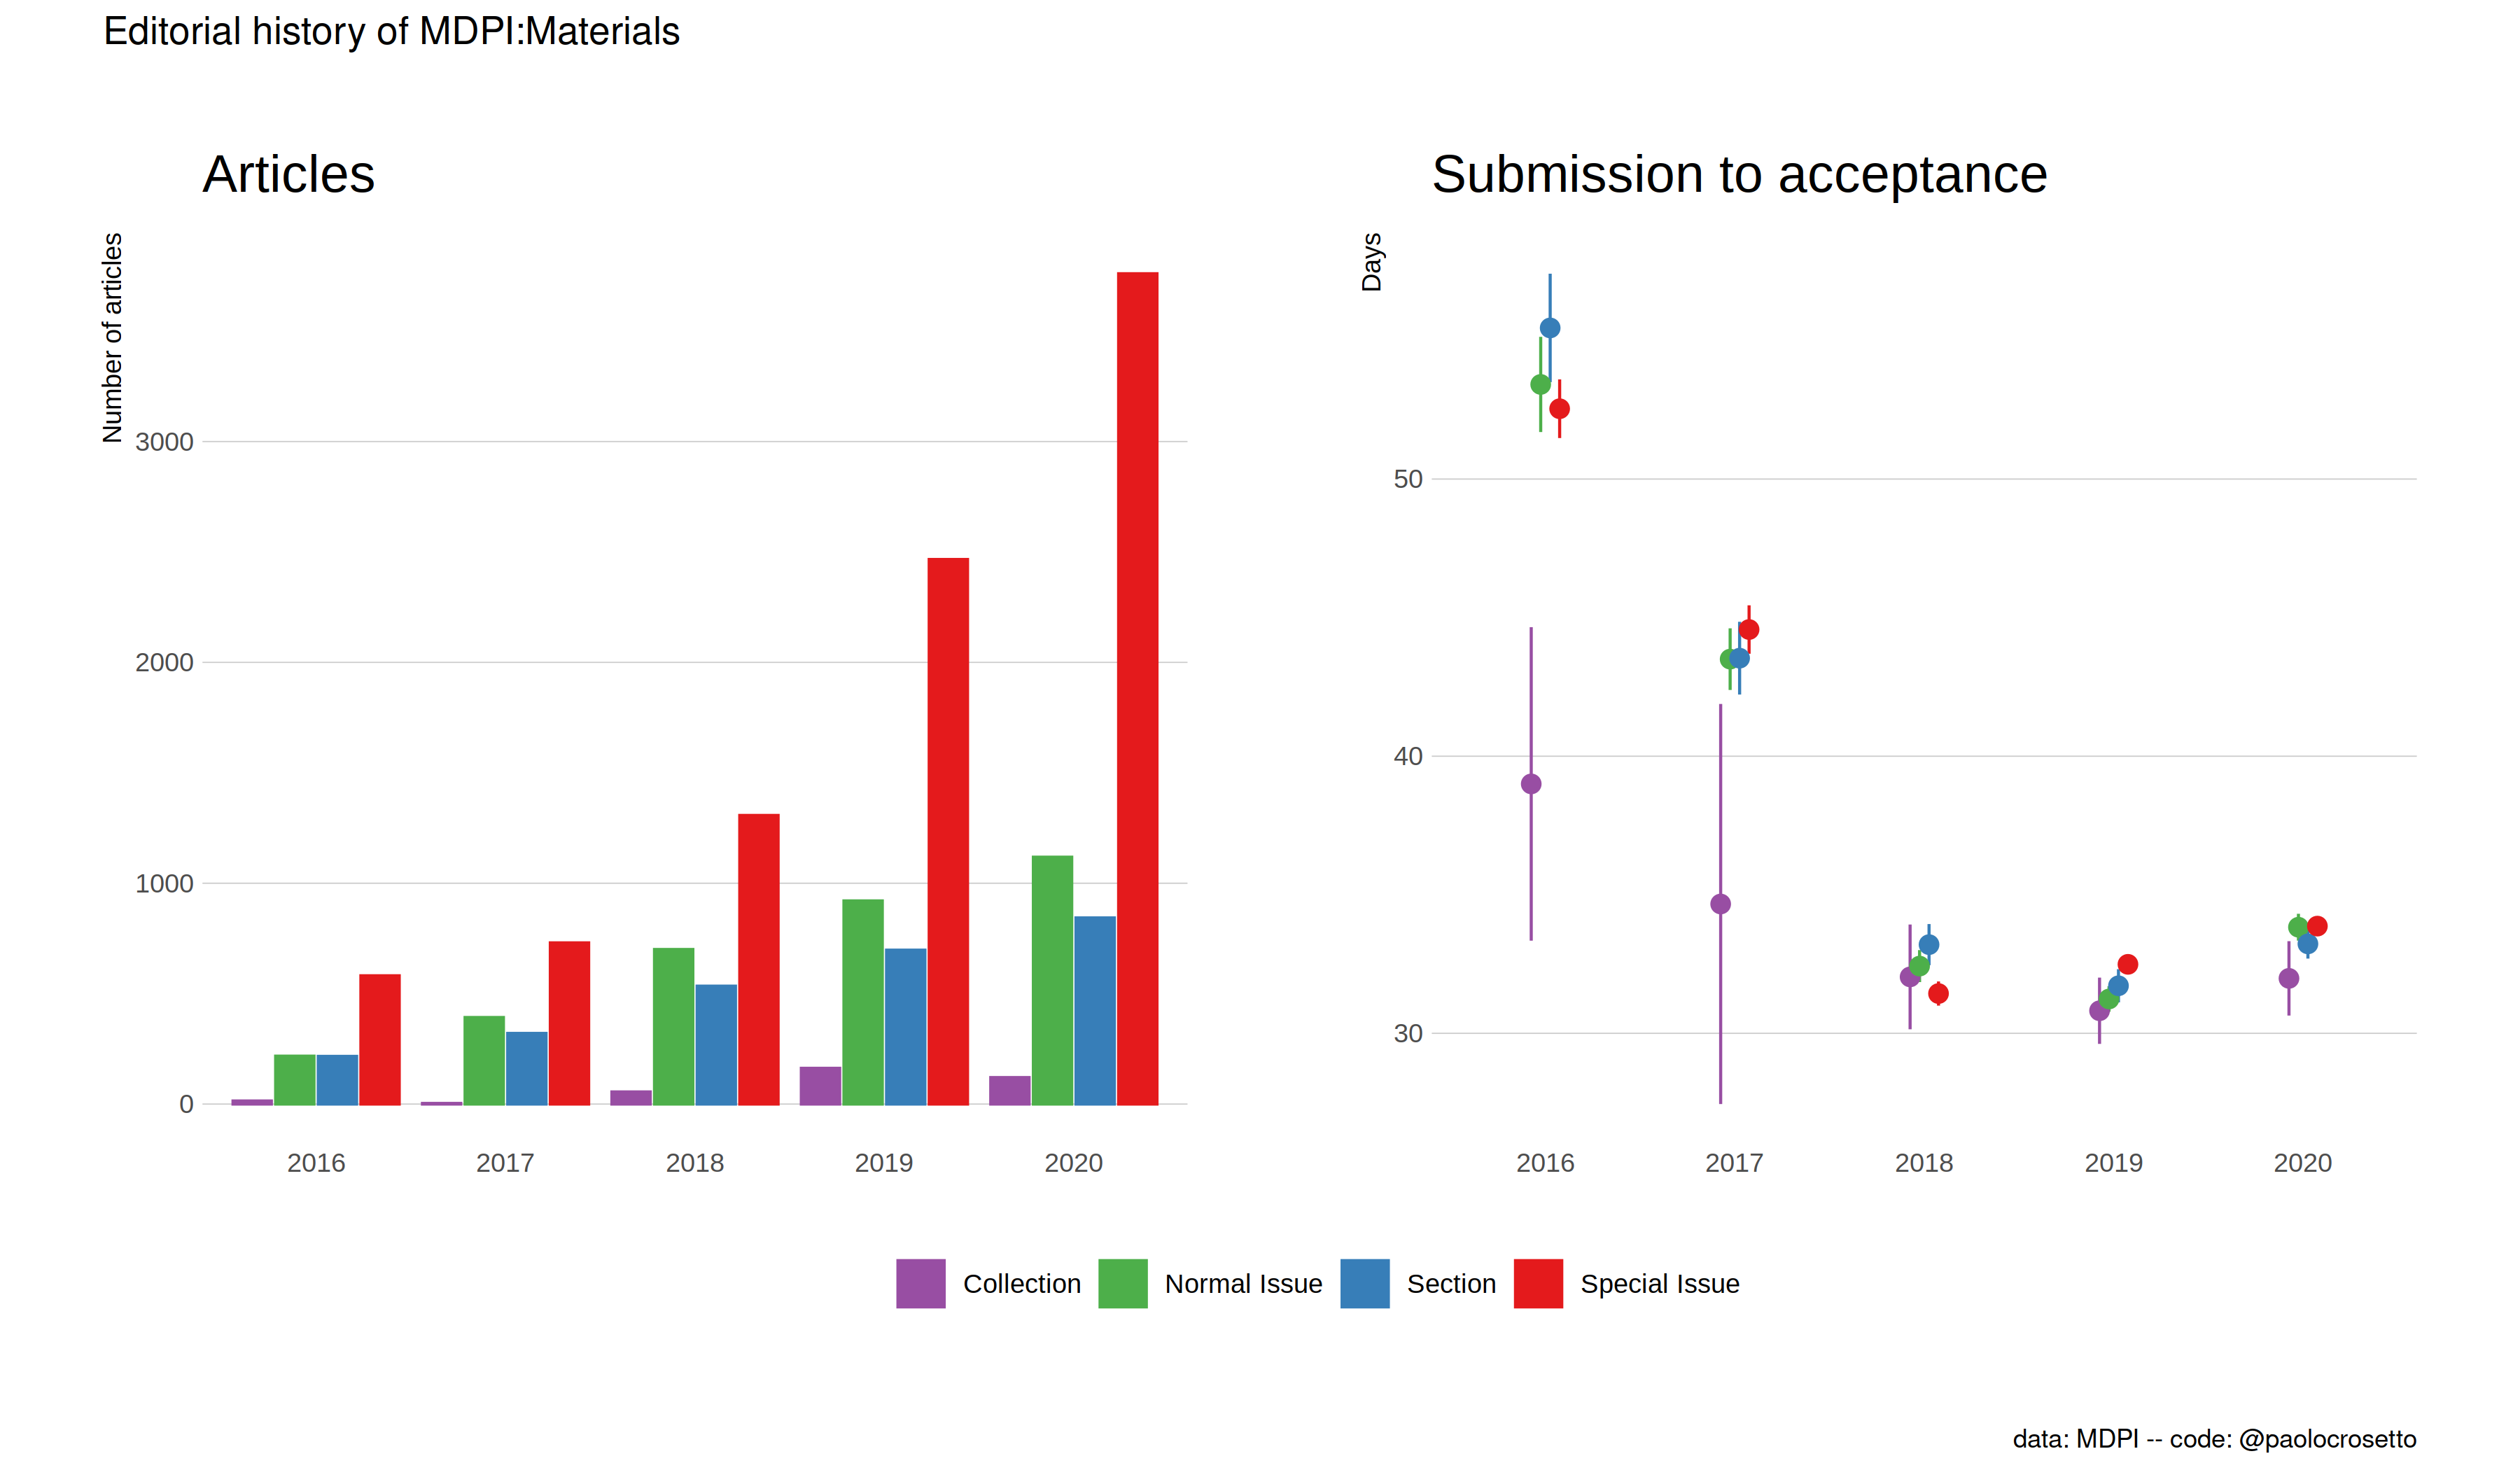 Editorial history of MDPI:Materials
Articles
Number of articles
3000
2000
1000
0
2016 2017 2018 2019 2020
Submission to acceptance
Days
50
40
30
2016 2017 2018 2019 2020
Collection Normal Issue Section Special Issue
data: MDPI -- code: @paolocrosetto